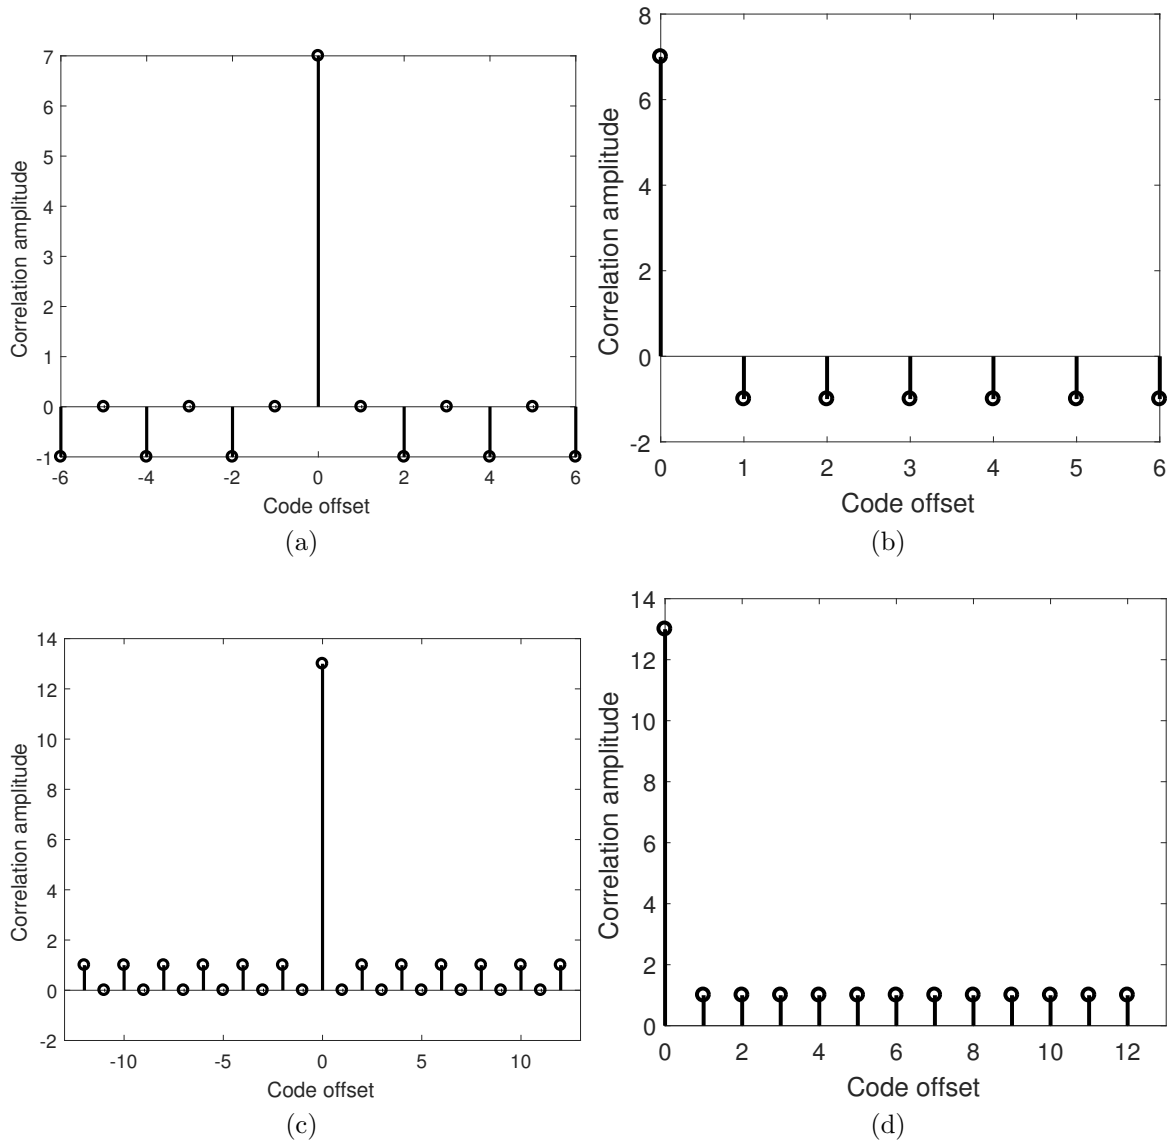 7
6
5
4
3
2
1
0
-1
Correlation amplitude
-6 -4 -2 0 2 4 6
Code offset
(a)
8
6
4
2
0
-2
Correlation amplitude
0 1 2 3 4 5 6
Code offset
(b)
14
12
10
8
6
4
2
0
-2
Correlation amplitude
-10 -5 0 5 10
Code offset
(c)
14
12
10
8
6
4
2
0
Correlation amplitude
0 2 4 6 8 10 12
Code offset
(d)